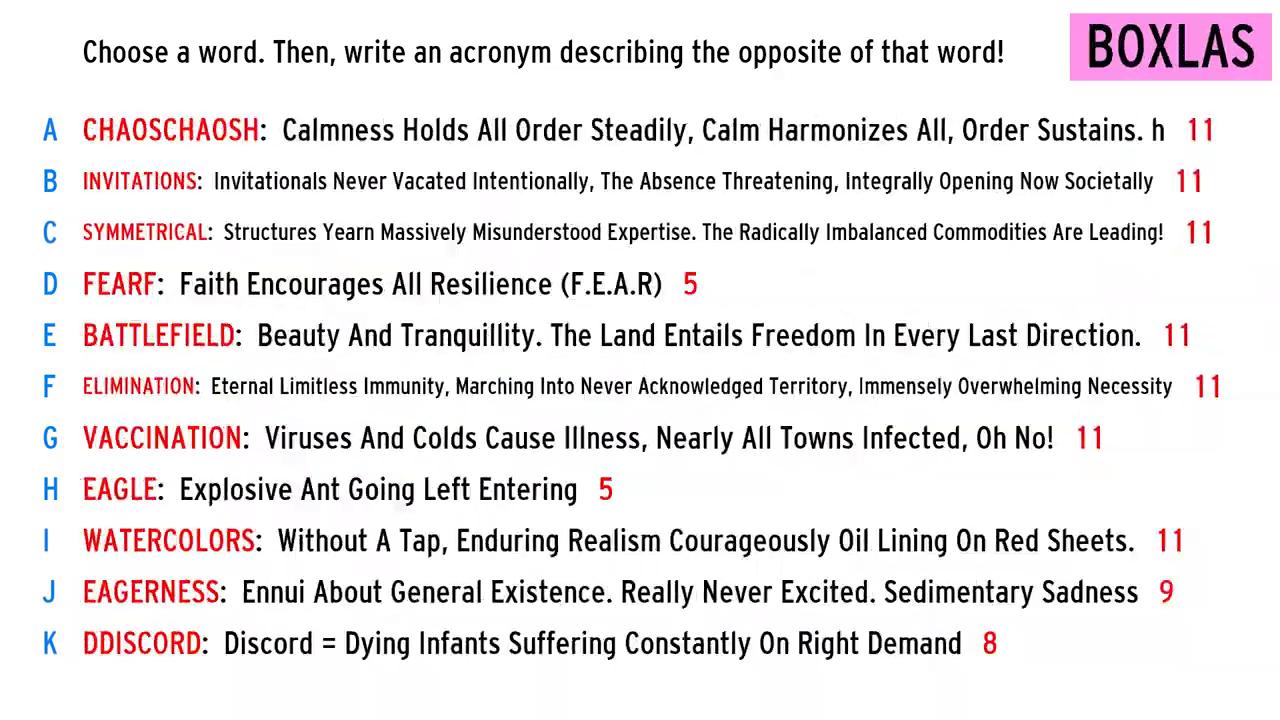 Choose a word. Then, write an acronym describing the opposite of that word!
BOXLAS
A CHAOSCHAOSH: Calmness Holds All Order Steadily, Calm Harmonizes All, Order Sustains. h 11
B INVITATIONS: Invitationals Never Vacated Intentionally, The Absence Threatening, Integrally Opening Now Societally 11
C SYMMETRICAL: Structures Yearn Massively Misunderstood Expertise. The Radically Imbalanced Commodities Are Leading! 11
D FEARF: Faith Encourages All Resilience (F.E.A.R) 5
E BATTLEFIELD: Beauty And Tranquillity. The Land Entails Freedom In Every Last Direction. 11
F ELIMINATION: Eternal Limitless Immunity, Marching Into Never Acknowledged Territory, Immensely Overwhelming Necessity 11
G VACCINATION: Viruses And Colds Cause Illness, Nearly All Towns Infected, Oh No! 11
H EAGLE: Explosive Ant Going Left Entering 5
I WATERCOLORS: Without A Tap, Enduring Realism Courageously Oil Lining On Red Sheets. 11
J EAGERNESS: Ennui About General Existence. Really Never Excited. Sedimentary Sadness 9
K DDISCORD: Discord = Dying Infants Suffering Constantly On Right Demand 8